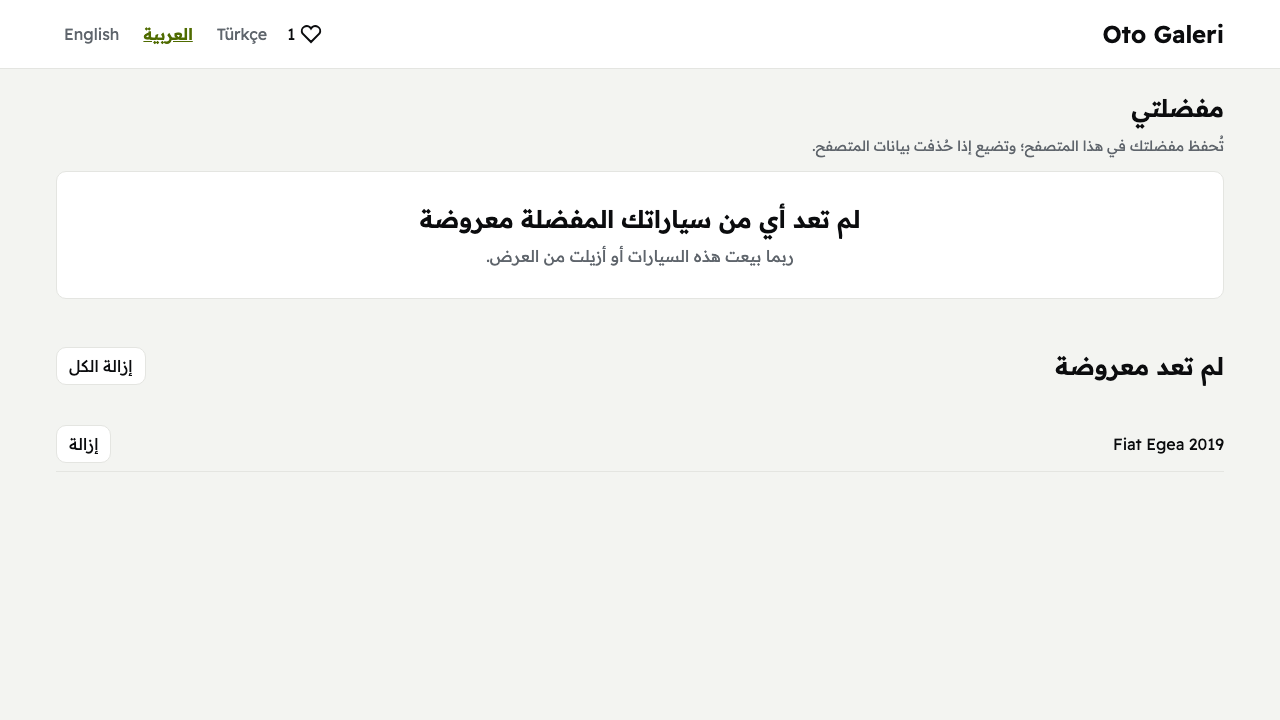 Oto Galeri
1 Türkçe العربية English
مفضلتي
تُحفظ مفضلتك في هذا المتصفح؛ وتضيع إذا حُذفت بيانات المتصفح.
لم تعد أي من سياراتك المفضلة معروضة
ربما بيعت هذه السيارات أو أزيلت من العرض.
لم تعد معروضة
إزالة الكل
Fiat Egea 2019
إزالة